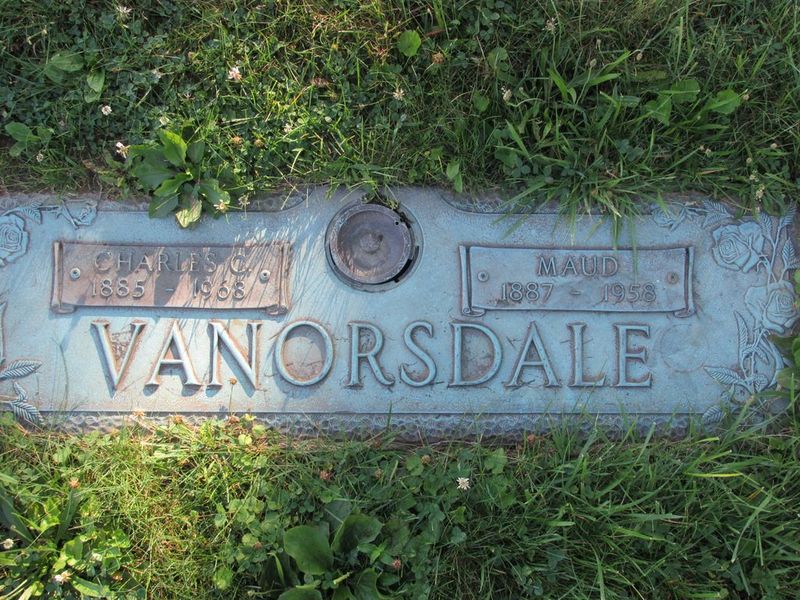 CHARLES C.
1885 - 1968
MAUD
1887 - 1958
VANORSDALE